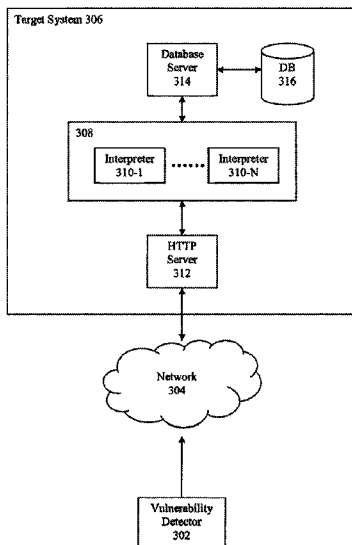 Target System 306
Database
Server
314
DB
316
308
Interpreter
310-1
Interpreter
310-N
HTTP
Server
312
Network
304
Vulnerability
Detector
302